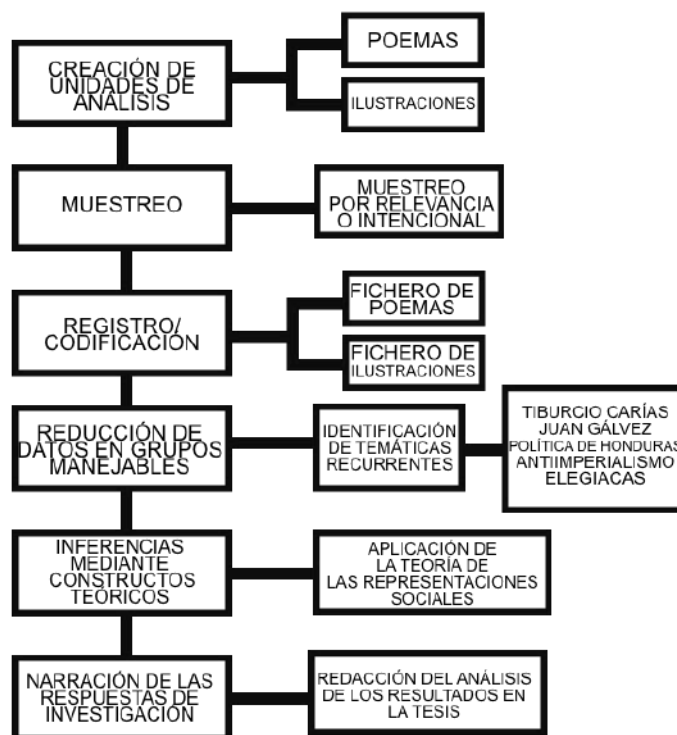 CREACIÓN DE
UNIDADES DE
ANÁLISIS
POEMAS
ILUSTRACIONES
MUESTREO
MUESTREO
POR RELEVANCIA
O INTENCIONAL
REGISTRO/
CODIFICACIÓN
FICHERO DE
POEMAS
FICHERO DE
ILUSTRACIONES
REDUCCIÓN DE
DATOS EN GRUPOS
MANEJABLES
IDENTIFICACIÓN
DE TEMÁTICAS
RECURRENTES
TIBURCIO CARÍAS
JUAN GÁLVEZ
POLÍTICA DE HONDURAS
ANTIIMPERIALISMO
ELEGIACAS
INFERENCIAS
MEDIANTE
CONSTRUCTOS
TEÓRICOS
APLICACIÓN DE
LA TEORÍA DE
LAS REPRESENTACIONES
SOCIALES
NARRACIÓN DE LAS
RESPUESTAS DE
INVESTIGACIÓN
REDACCIÓN DEL ANÁLISIS
DE LOS RESULTADOS EN
LA TESIS